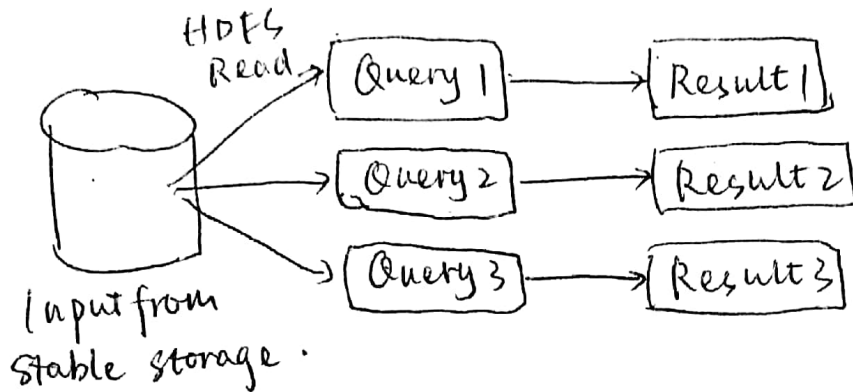 HDFS
Read
Query 1
Result 1
Query 2
Result 2
Query 3
Result 3
Input from
stable storage.